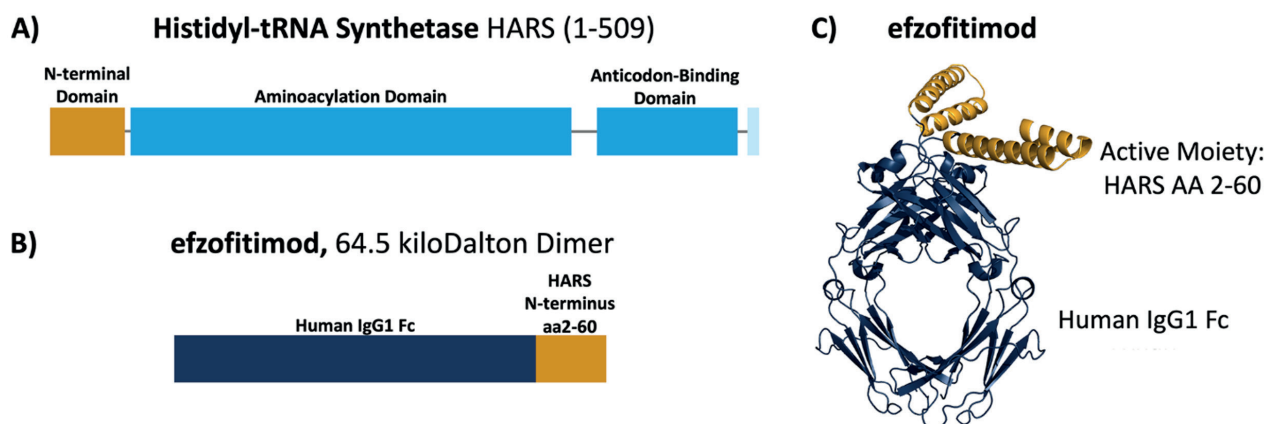 A) Histidyl-tRNA Synthetase HARS (1-509)
N-terminal
Domain
Aminoacylation Domain
Anticodon-Binding
Domain
B) efzofitimod, 64.5 kiloDalton Dimer
Human IgG1 Fc
HARS
N-terminus
aa2-60
C) efzofitimod
Active Moiety:
HARS AA 2-60
Human IgG1 Fc